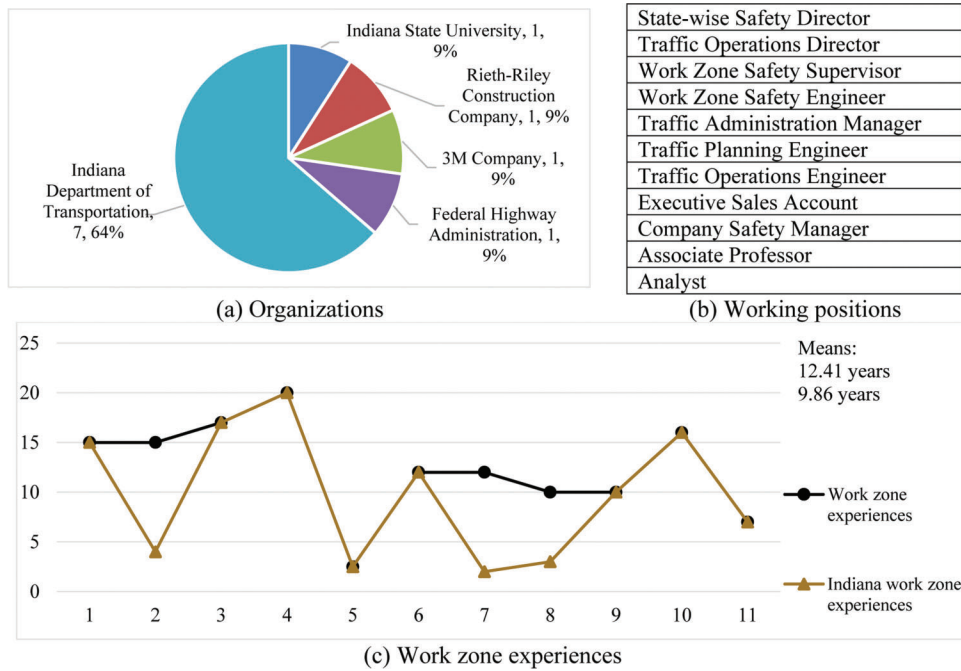 Indiana State University, 1,
9%
Rieth-Riley
Construction
Company, 1, 9%
3M Company, 1,
9%
Federal Highway
Administration, 1,
9%
Indiana
Department of
Transportation,
7, 64%
(a) Organizations
State-wise Safety Director
Traffic Operations Director
Work Zone Safety Supervisor
Work Zone Safety Engineer
Traffic Administration Manager
Traffic Planning Engineer
Traffic Operations Engineer
Executive Sales Account
Company Safety Manager
Associate Professor
Analyst
(b) Working positions
25
20
15
10
5
0
1 2 3 4 5 6 7 8 9 10 11
Means:
12.41 years
9.86 years
Work zone
experiences
Indiana work zone
experiences
(c) Work zone experiences